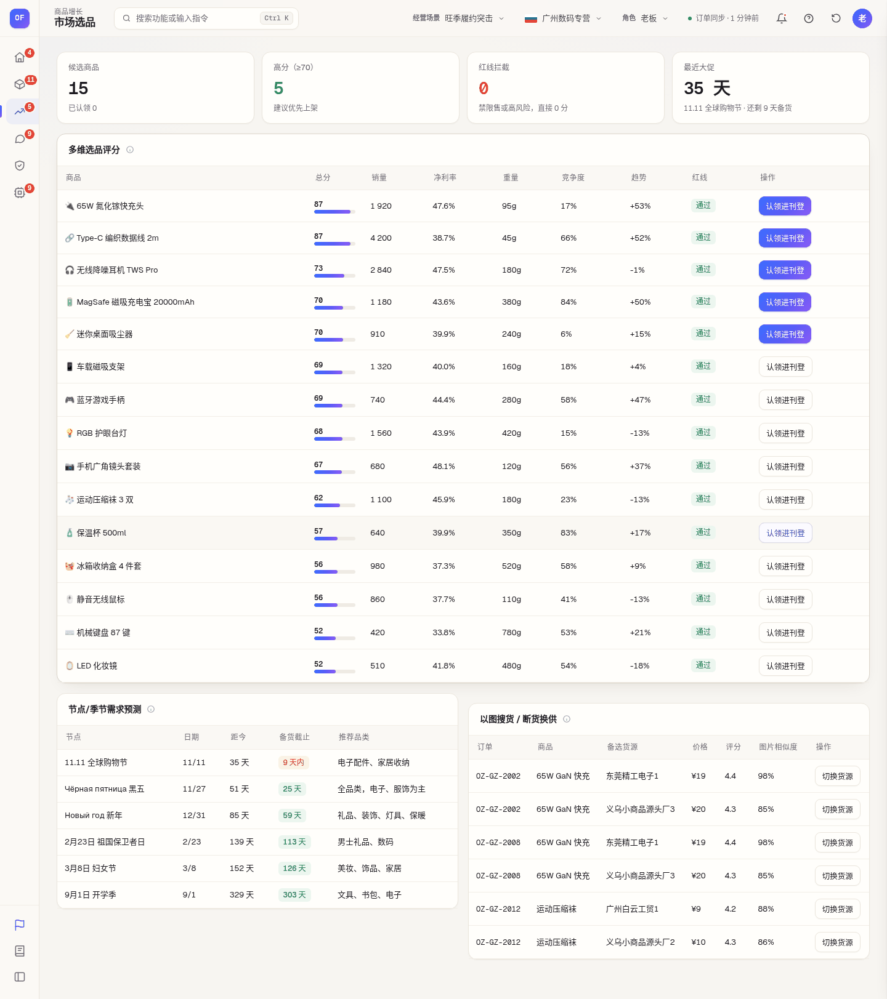 OF
商品增长
市场选品
搜索功能或输入指令
Ctrl K
经营场景 旺季履约突击
广州数码专营
角色 老板
订单同步 · 1 分钟前
老
4
11
5
9
9
候选商品
15
已认领 0
高分（≥70）
5
建议优先上架
红线拦截
0
禁限售或高风险，直接 0 分
最近大促
35 天
11.11 全球购物节 · 还剩 9 天备货
多维选品评分
商品 总分 销量 净利率 重量 竞争度 趋势 红线 操作
65W 氮化镓快充头 87 1 920 47.6% 95g 17% +53% 通过 认领进刊登
Type-C 编织数据线 2m 87 4 200 38.7% 45g 66% +52% 通过 认领进刊登
无线降噪耳机 TWS Pro 73 2 840 47.5% 180g 72% -1% 通过 认领进刊登
MagSafe 磁吸充电宝 20000mAh 70 1 180 43.6% 380g 84% +50% 通过 认领进刊登
迷你桌面吸尘器 70 910 39.9% 240g 6% +15% 通过 认领进刊登
车载磁吸支架 69 1 320 40.0% 160g 18% +4% 通过 认领进刊登
蓝牙游戏手柄 69 740 44.4% 280g 58% +47% 通过 认领进刊登
RGB 护眼台灯 68 1 560 43.9% 420g 15% -13% 通过 认领进刊登
手机广角镜头套装 67 680 48.1% 120g 56% +37% 通过 认领进刊登
运动压缩袜 3 双 62 1 100 45.9% 180g 23% -13% 通过 认领进刊登
保温杯 500ml 57 640 39.9% 350g 83% +17% 通过 认领进刊登
冰箱收纳盒 4 件套 56 980 37.3% 520g 58% +9% 通过 认领进刊登
静音无线鼠标 56 860 37.7% 110g 41% -13% 通过 认领进刊登
机械键盘 87 键 52 420 33.8% 780g 53% +21% 通过 认领进刊登
LED 化妆镜 52 510 41.8% 480g 54% -18% 通过 认领进刊登
节点/季节需求预测
节点 日期 距今 备货截止 推荐品类
11.11 全球购物节 11/11 35 天 9 天内 电子配件、家居收纳
Чёрная пятница 黑五 11/27 51 天 25 天 全品类，电子、服饰为主
Новый год 新年 12/31 85 天 59 天 礼品、装饰、灯具、保暖
2月23日 祖国保卫者日 2/23 139 天 113 天 男士礼品、数码
3月8日 妇女节 3/8 152 天 126 天 美妆、饰品、家居
9月1日 开学季 9/1 329 天 303 天 文具、书包、电子
以图搜货 / 断货换供
订单 商品 备选货源 价格 评分 图片相似度 操作
OZ-GZ-2002 65W GaN 快充 东莞精工电子1 ¥19 4.4 98% 切换货源
OZ-GZ-2002 65W GaN 快充 义乌小商品源头厂3 ¥20 4.3 85% 切换货源
OZ-GZ-2008 65W GaN 快充 东莞精工电子1 ¥19 4.4 98% 切换货源
OZ-GZ-2008 65W GaN 快充 义乌小商品源头厂3 ¥20 4.3 85% 切换货源
OZ-GZ-2012 运动压缩袜 广州白云工贸1 ¥9 4.2 88% 切换货源
OZ-GZ-2012 运动压缩袜 义乌小商品源头厂2 ¥10 4.3 86% 切换货源